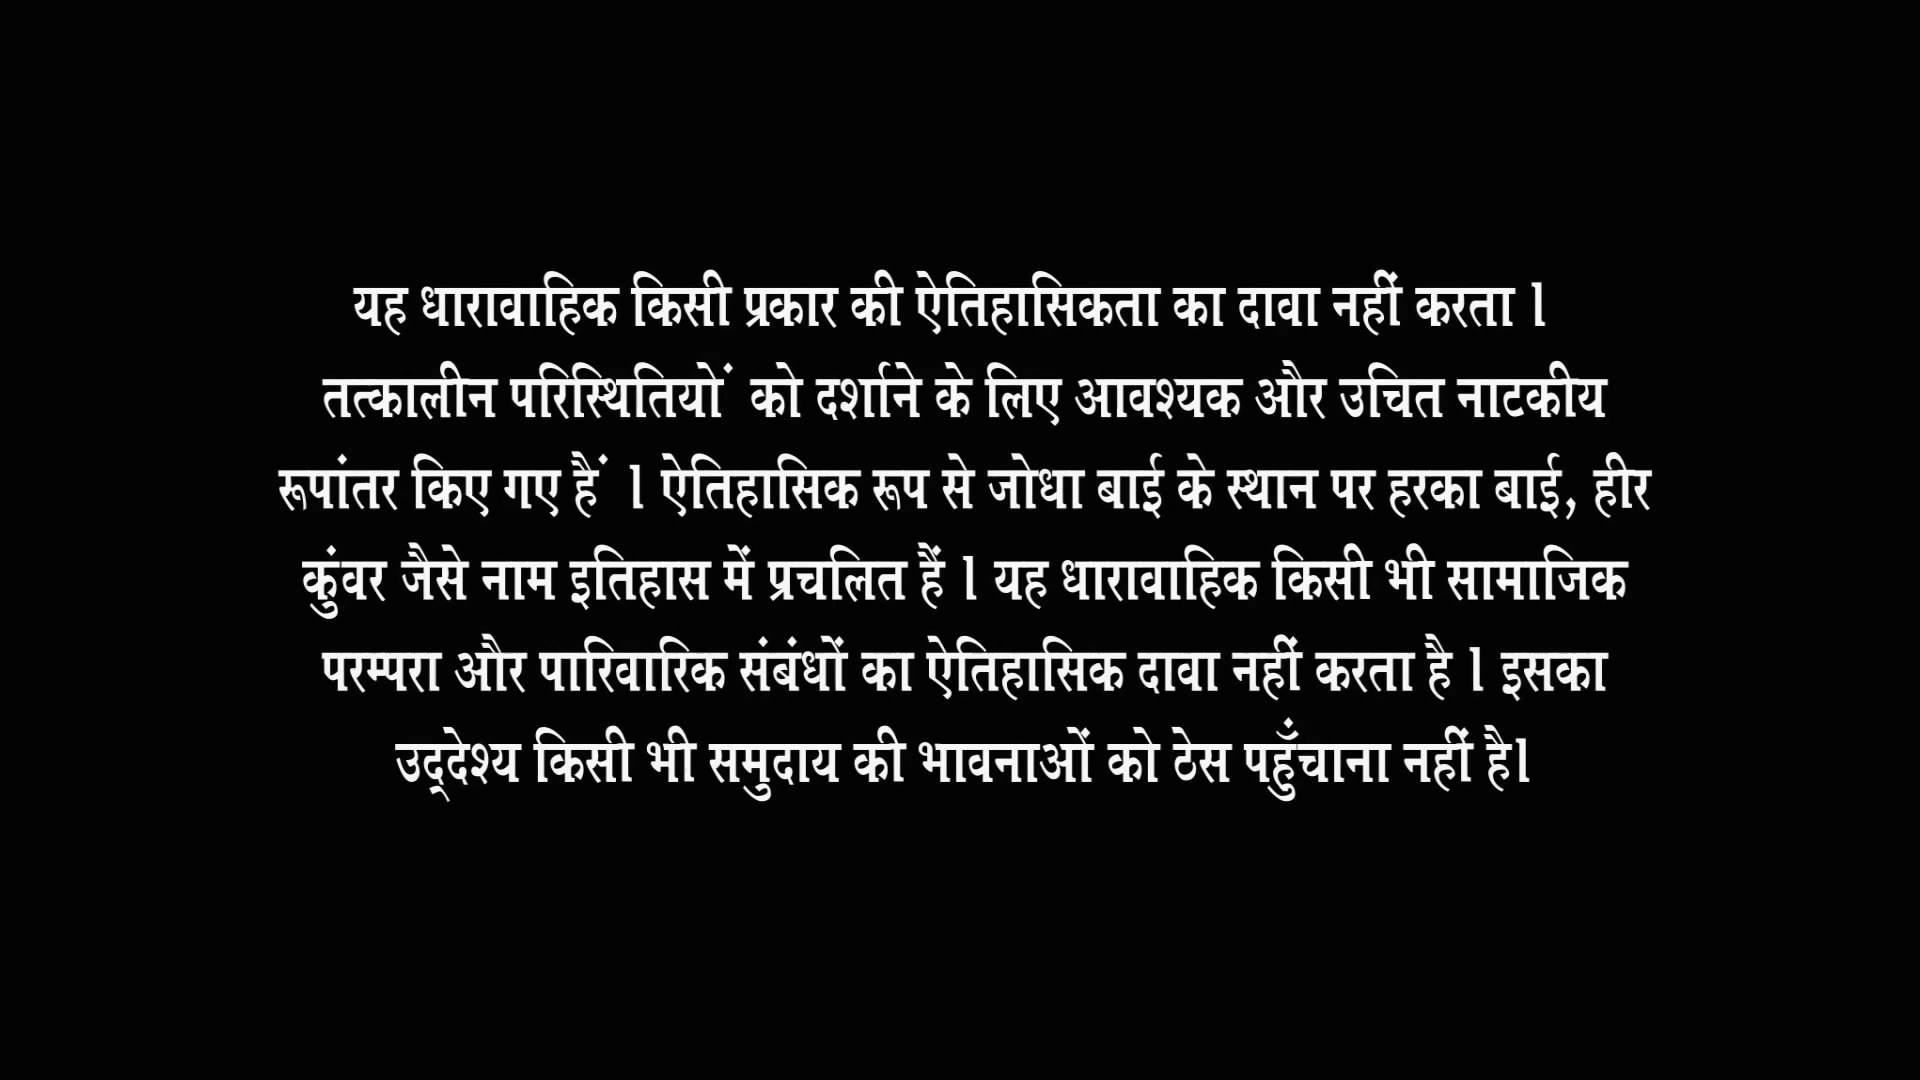 यह धारावाहिक किसी प्रकार की ऐतिहासिकता का दावा नहीं करता ।
तत्कालीन परिस्थितियों को दर्शाने के लिए आवश्यक और उचित नाटकीय
रूपांतर किए गए हैं । ऐतिहासिक रूप से जोधा बाई के स्थान पर हरका बाई, हीर
कुंवर जैसे नाम इतिहास में प्रचलित हैं । यह धारावाहिक किसी भी सामाजिक
परम्परा और पारिवारिक संबंधों का ऐतिहासिक दावा नहीं करता है । इसका
उद्देश्य किसी भी समुदाय की भावनाओं को ठेस पहुँचाना नहीं है।